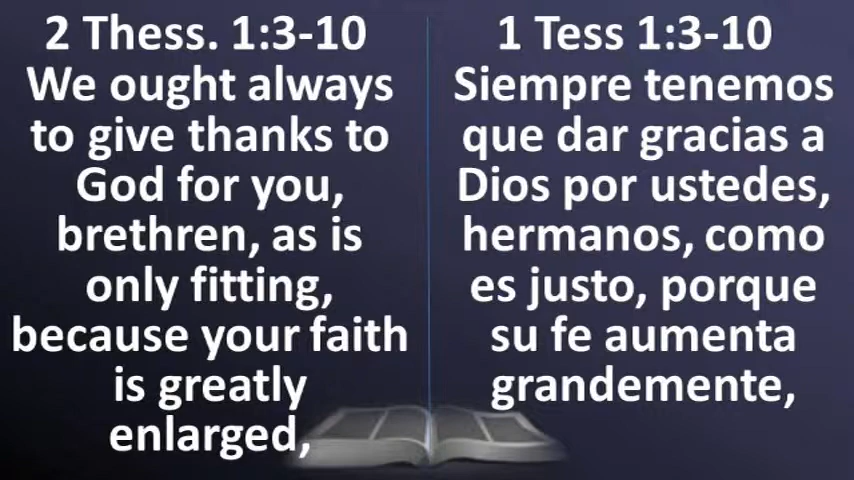 2 Thess. 1:3-10
We ought always
to give thanks to
God for you,
brethren, as is
only fitting,
because your faith
is greatly
enlarged,
1 Tess 1:3-10
Siempre tenemos
que dar gracias a
Dios por ustedes,
hermanos, como
es justo, porque
su fe aumenta
grandemente,